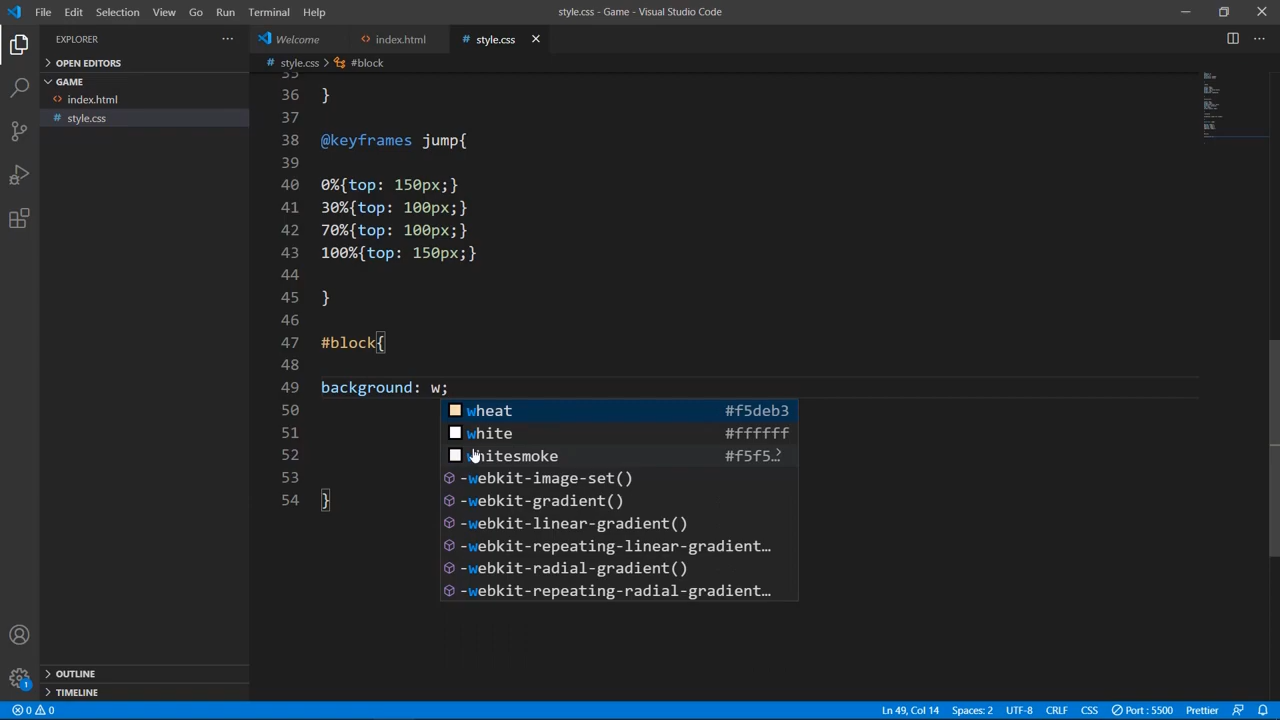 File Edit Selection View Go Run Terminal Help
style.css - Game - Visual Studio Code
EXPLORER
Welcome
index.html
style.css
OPEN EDITORS
style.css > #block
GAME
index.html
style.css
35
36 }
37
38 @keyframes jump{
39
40 0%{top: 150px;}
41 30%{top: 100px;}
42 70%{top: 100px;}
43 100%{top: 150px;}
44
45 }
46
47 #block{
48
49 background: w;
50
51
52
53
54 }
wheat #f5deb3
white #ffffff
whitesmoke #f5f5…
-webkit-image-set()
-webkit-gradient()
-webkit-linear-gradient()
-webkit-repeating-linear-gradient…
-webkit-radial-gradient()
-webkit-repeating-radial-gradient…
OUTLINE
TIMELINE
1
0 0
Ln 49, Col 14
Spaces: 2
UTF-8
CRLF
CSS
Port : 5500
Prettier